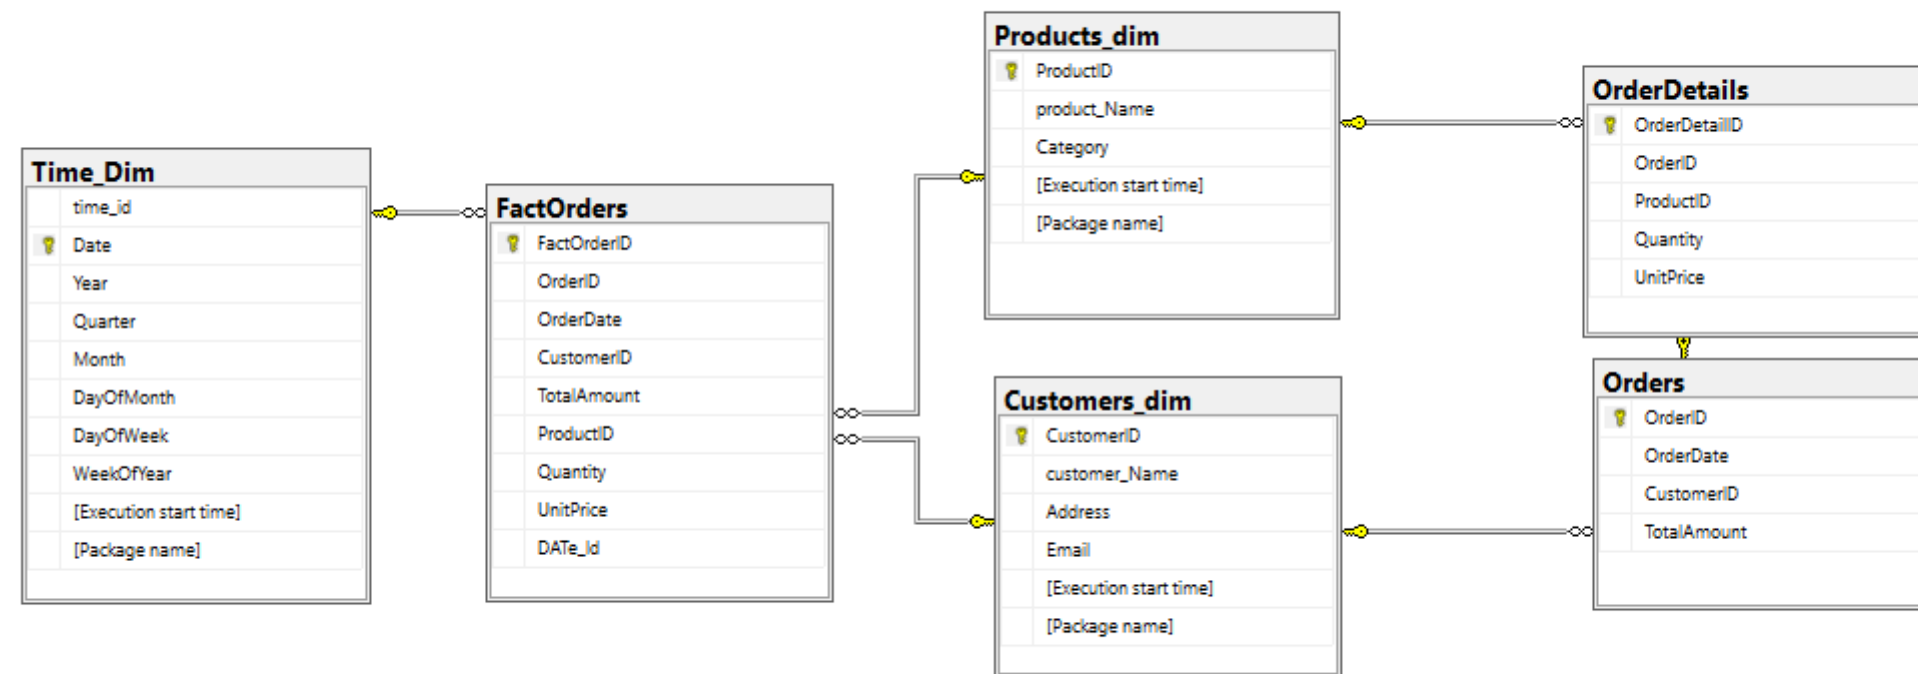 Time_Dim
time_id
Date
Year
Quarter
Month
DayOfMonth
DayOfWeek
WeekOfYear
[Execution start time]
[Package name]
FactOrders
FactOrderID
OrderID
OrderDate
CustomerID
TotalAmount
ProductID
Quantity
UnitPrice
DATe_Id
Products_dim
ProductID
product_Name
Category
[Execution start time]
[Package name]
Customers_dim
CustomerID
customer_Name
Address
Email
[Execution start time]
[Package name]
OrderDetails
OrderDetailID
OrderID
ProductID
Quantity
UnitPrice
Orders
OrderID
OrderDate
CustomerID
TotalAmount